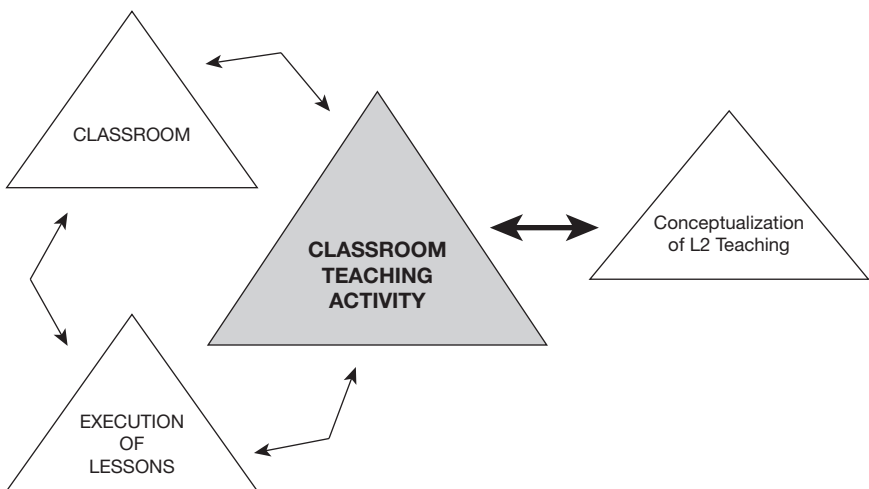 CLASSROOM
CLASSROOM
TEACHING
ACTIVITY
Conceptualization
of L2 Teaching
EXECUTION
OF
LESSONS